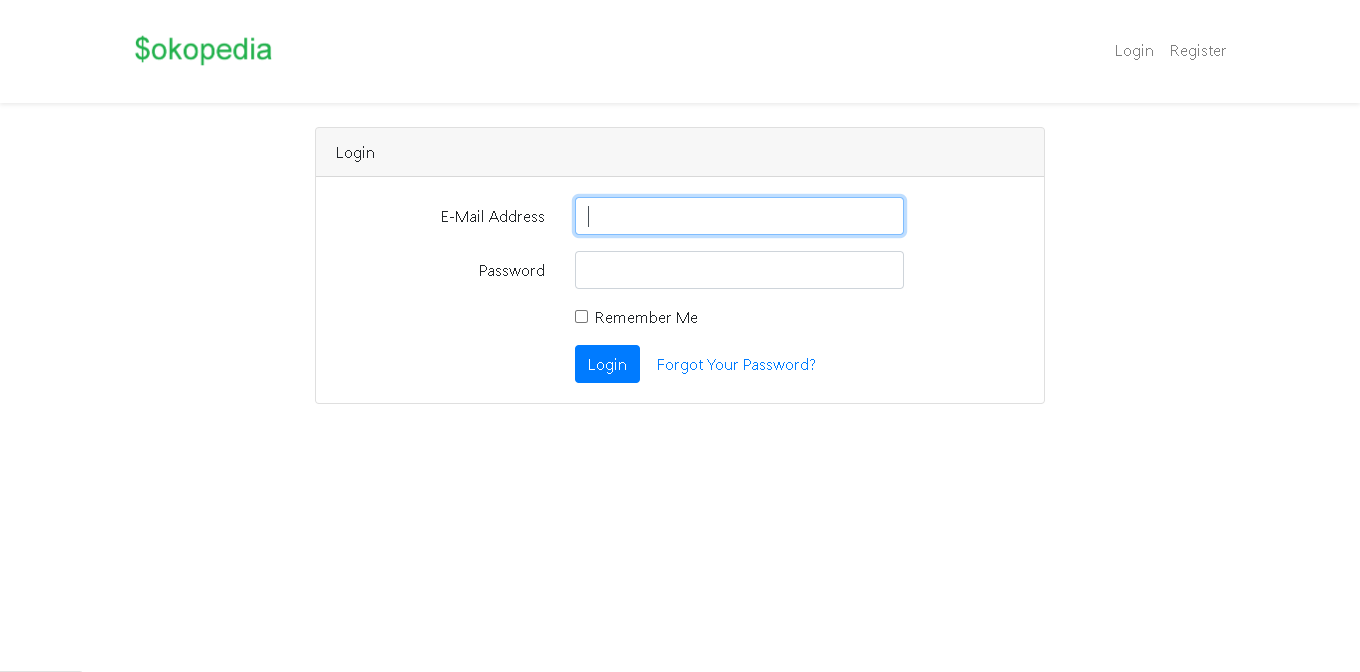 $okopedia
Login Register
Login
E-Mail Address
Password
Remember Me
Login Forgot Your Password?